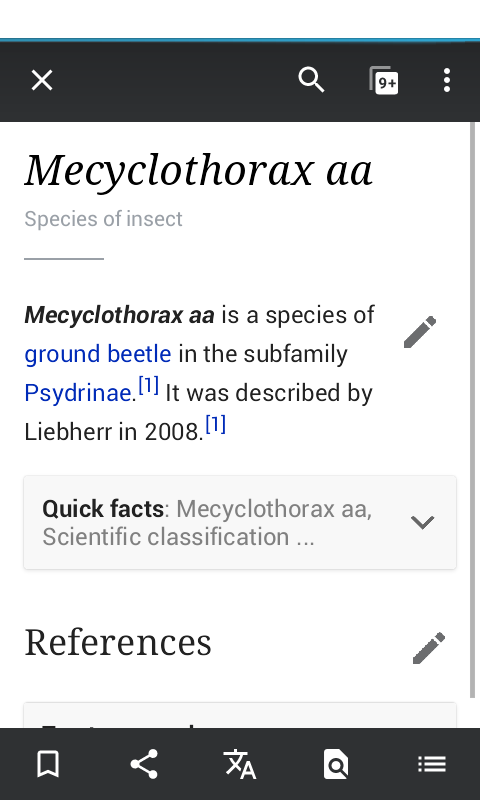 9+
Mecyclothorax aa
Species of insect
Mecyclothorax aa is a species of
ground beetle in the subfamily
Psydrinae.[1] It was described by
Liebherr in 2008.[1]
Quick facts: Mecyclothorax aa,
Scientific classification ...
References